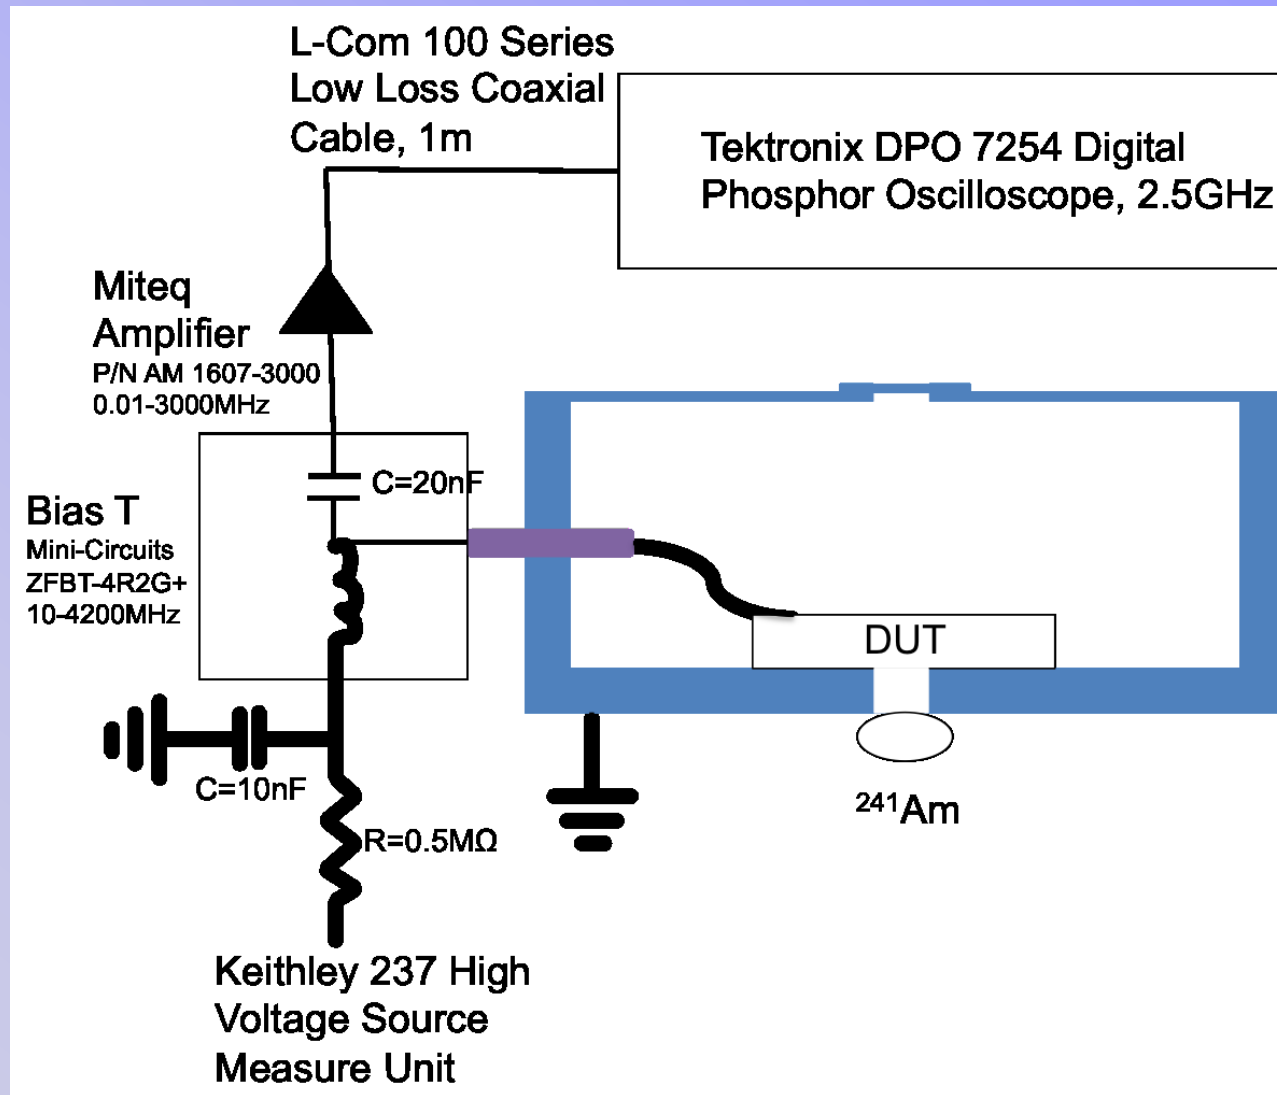 L-Com 100 Series
Low Loss Coaxial
Cable, 1m
Tektronix DPO 7254 Digital
Phosphor Oscilloscope, 2.5GHz
Miteq
Amplifier
P/N AM 1607-3000
0.01-3000MHz
C=20nF
Bias T
Mini-Circuits
ZFBT-4R2G+
10-4200MHz
DUT
C=10nF
R=0.5MΩ
²⁴¹Am
Keithley 237 High
Voltage Source
Measure Unit